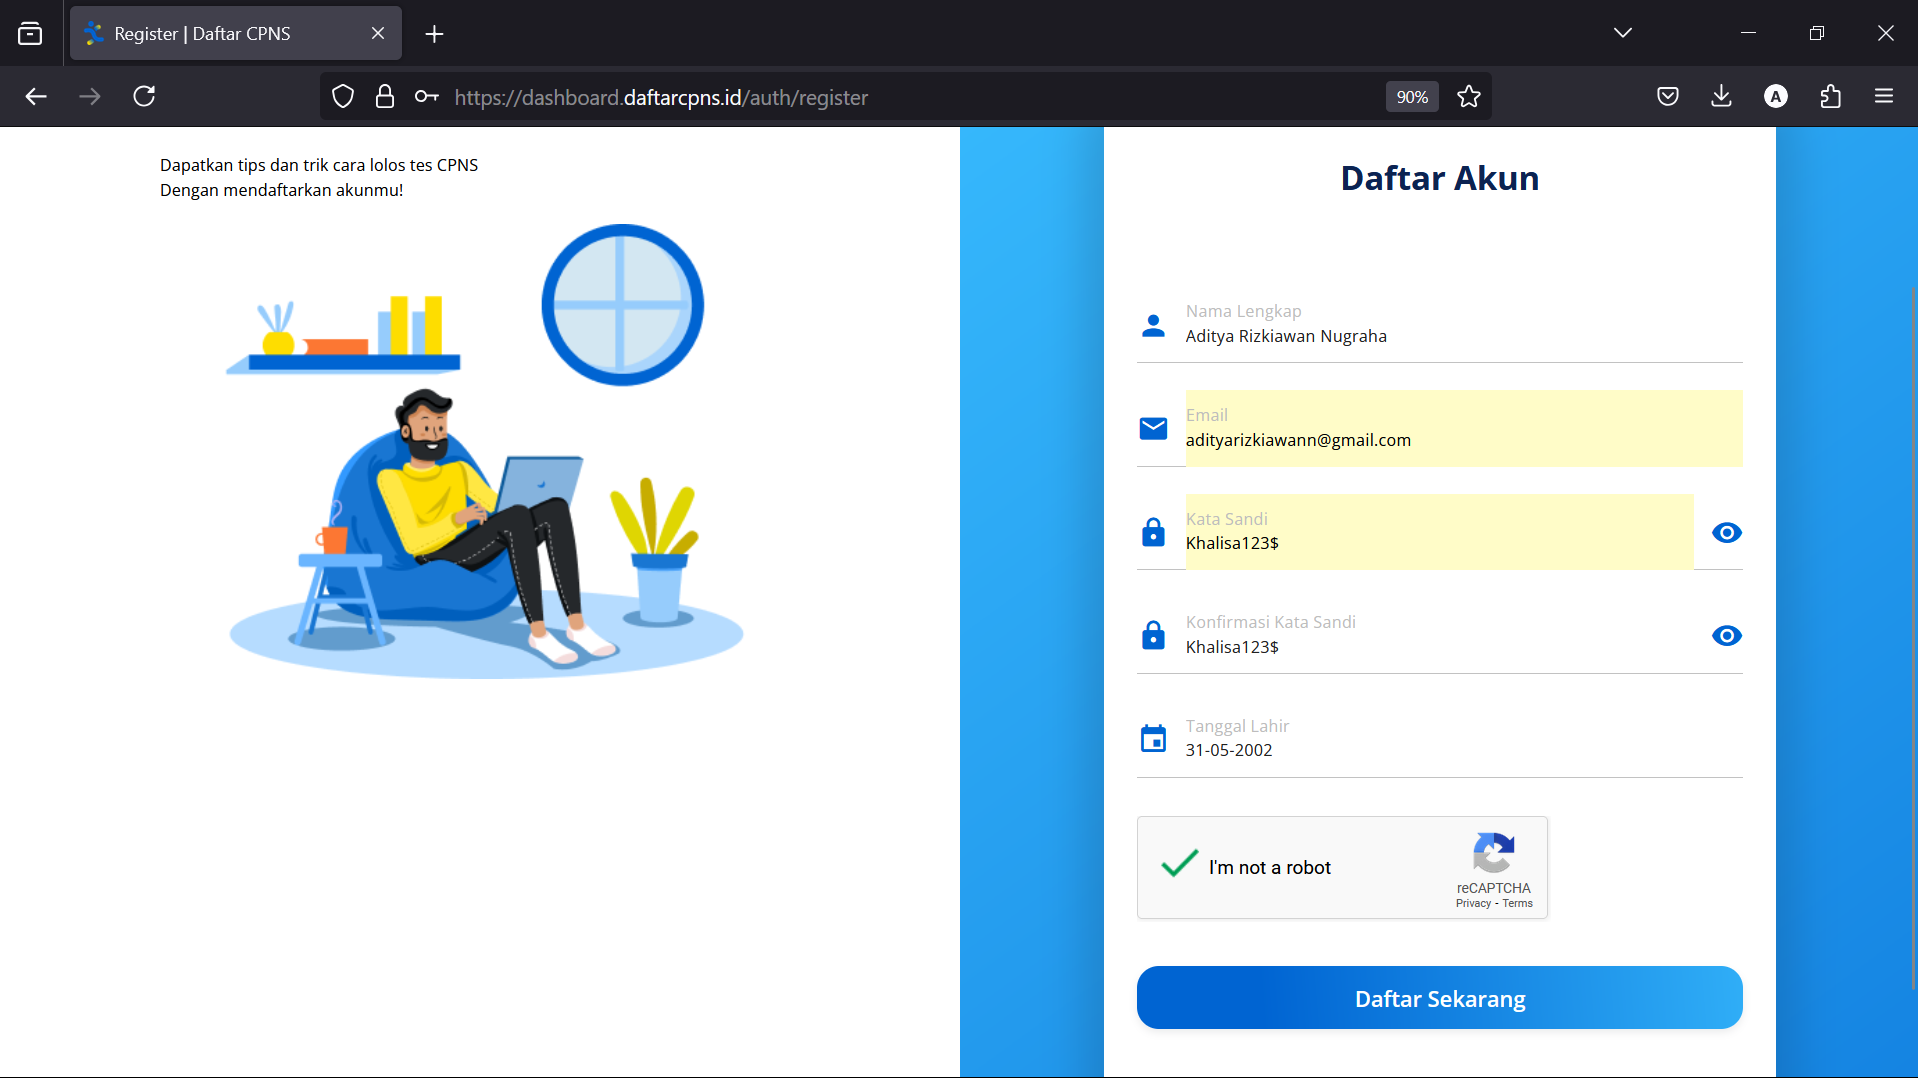 Register | Daftar CPNS
https://dashboard.daftarcpns.id/auth/register
90%
A
Dapatkan tips dan trik cara lolos tes CPNS
Dengan mendaftarkan akunmu!
Daftar Akun
Nama Lengkap
Aditya Rizkiawan Nugraha
Email
adityarizkiawann@gmail.com
Kata Sandi
Khalisa123$
Konfirmasi Kata Sandi
Khalisa123$
Tanggal Lahir
31-05-2002
I'm not a robot
reCAPTCHA
Privacy - Terms
Daftar Sekarang